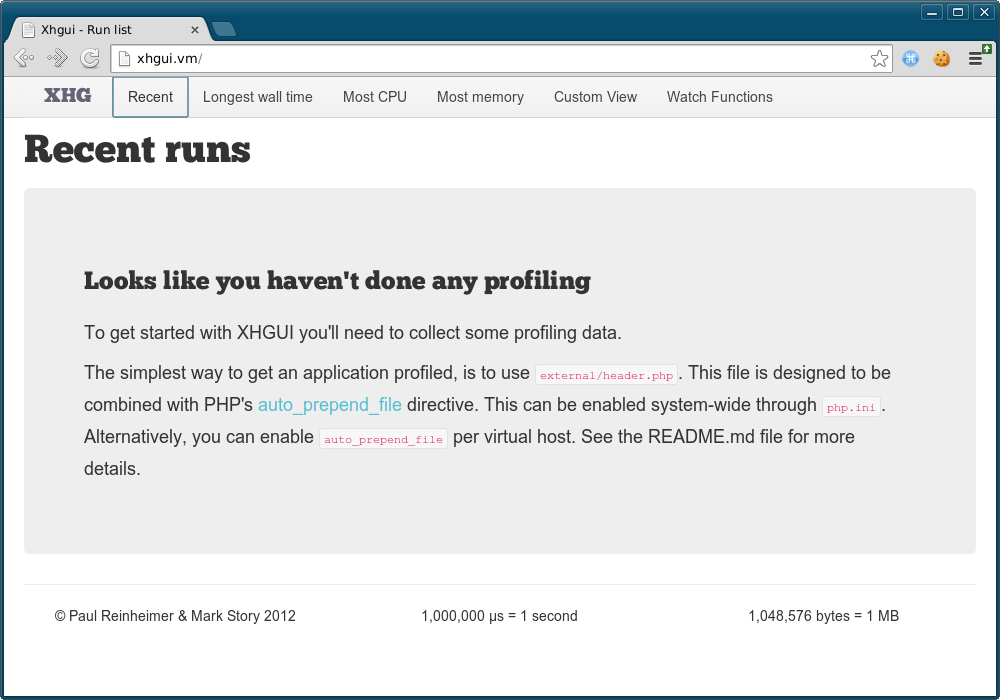 Xhgui - Run list
xhgui.vm/
XHG Recent Longest wall time Most CPU Most memory Custom View Watch Functions
Recent runs
Looks like you haven't done any profiling
To get started with XHGUI you'll need to collect some profiling data.
The simplest way to get an application profiled, is to use external/header.php. This file is designed to be
combined with PHP's auto_prepend_file directive. This can be enabled system-wide through php.ini.
Alternatively, you can enable auto_prepend_file per virtual host. See the README.md file for more
details.
© Paul Reinheimer & Mark Story 2012 1,000,000 µs = 1 second 1,048,576 bytes = 1 MB